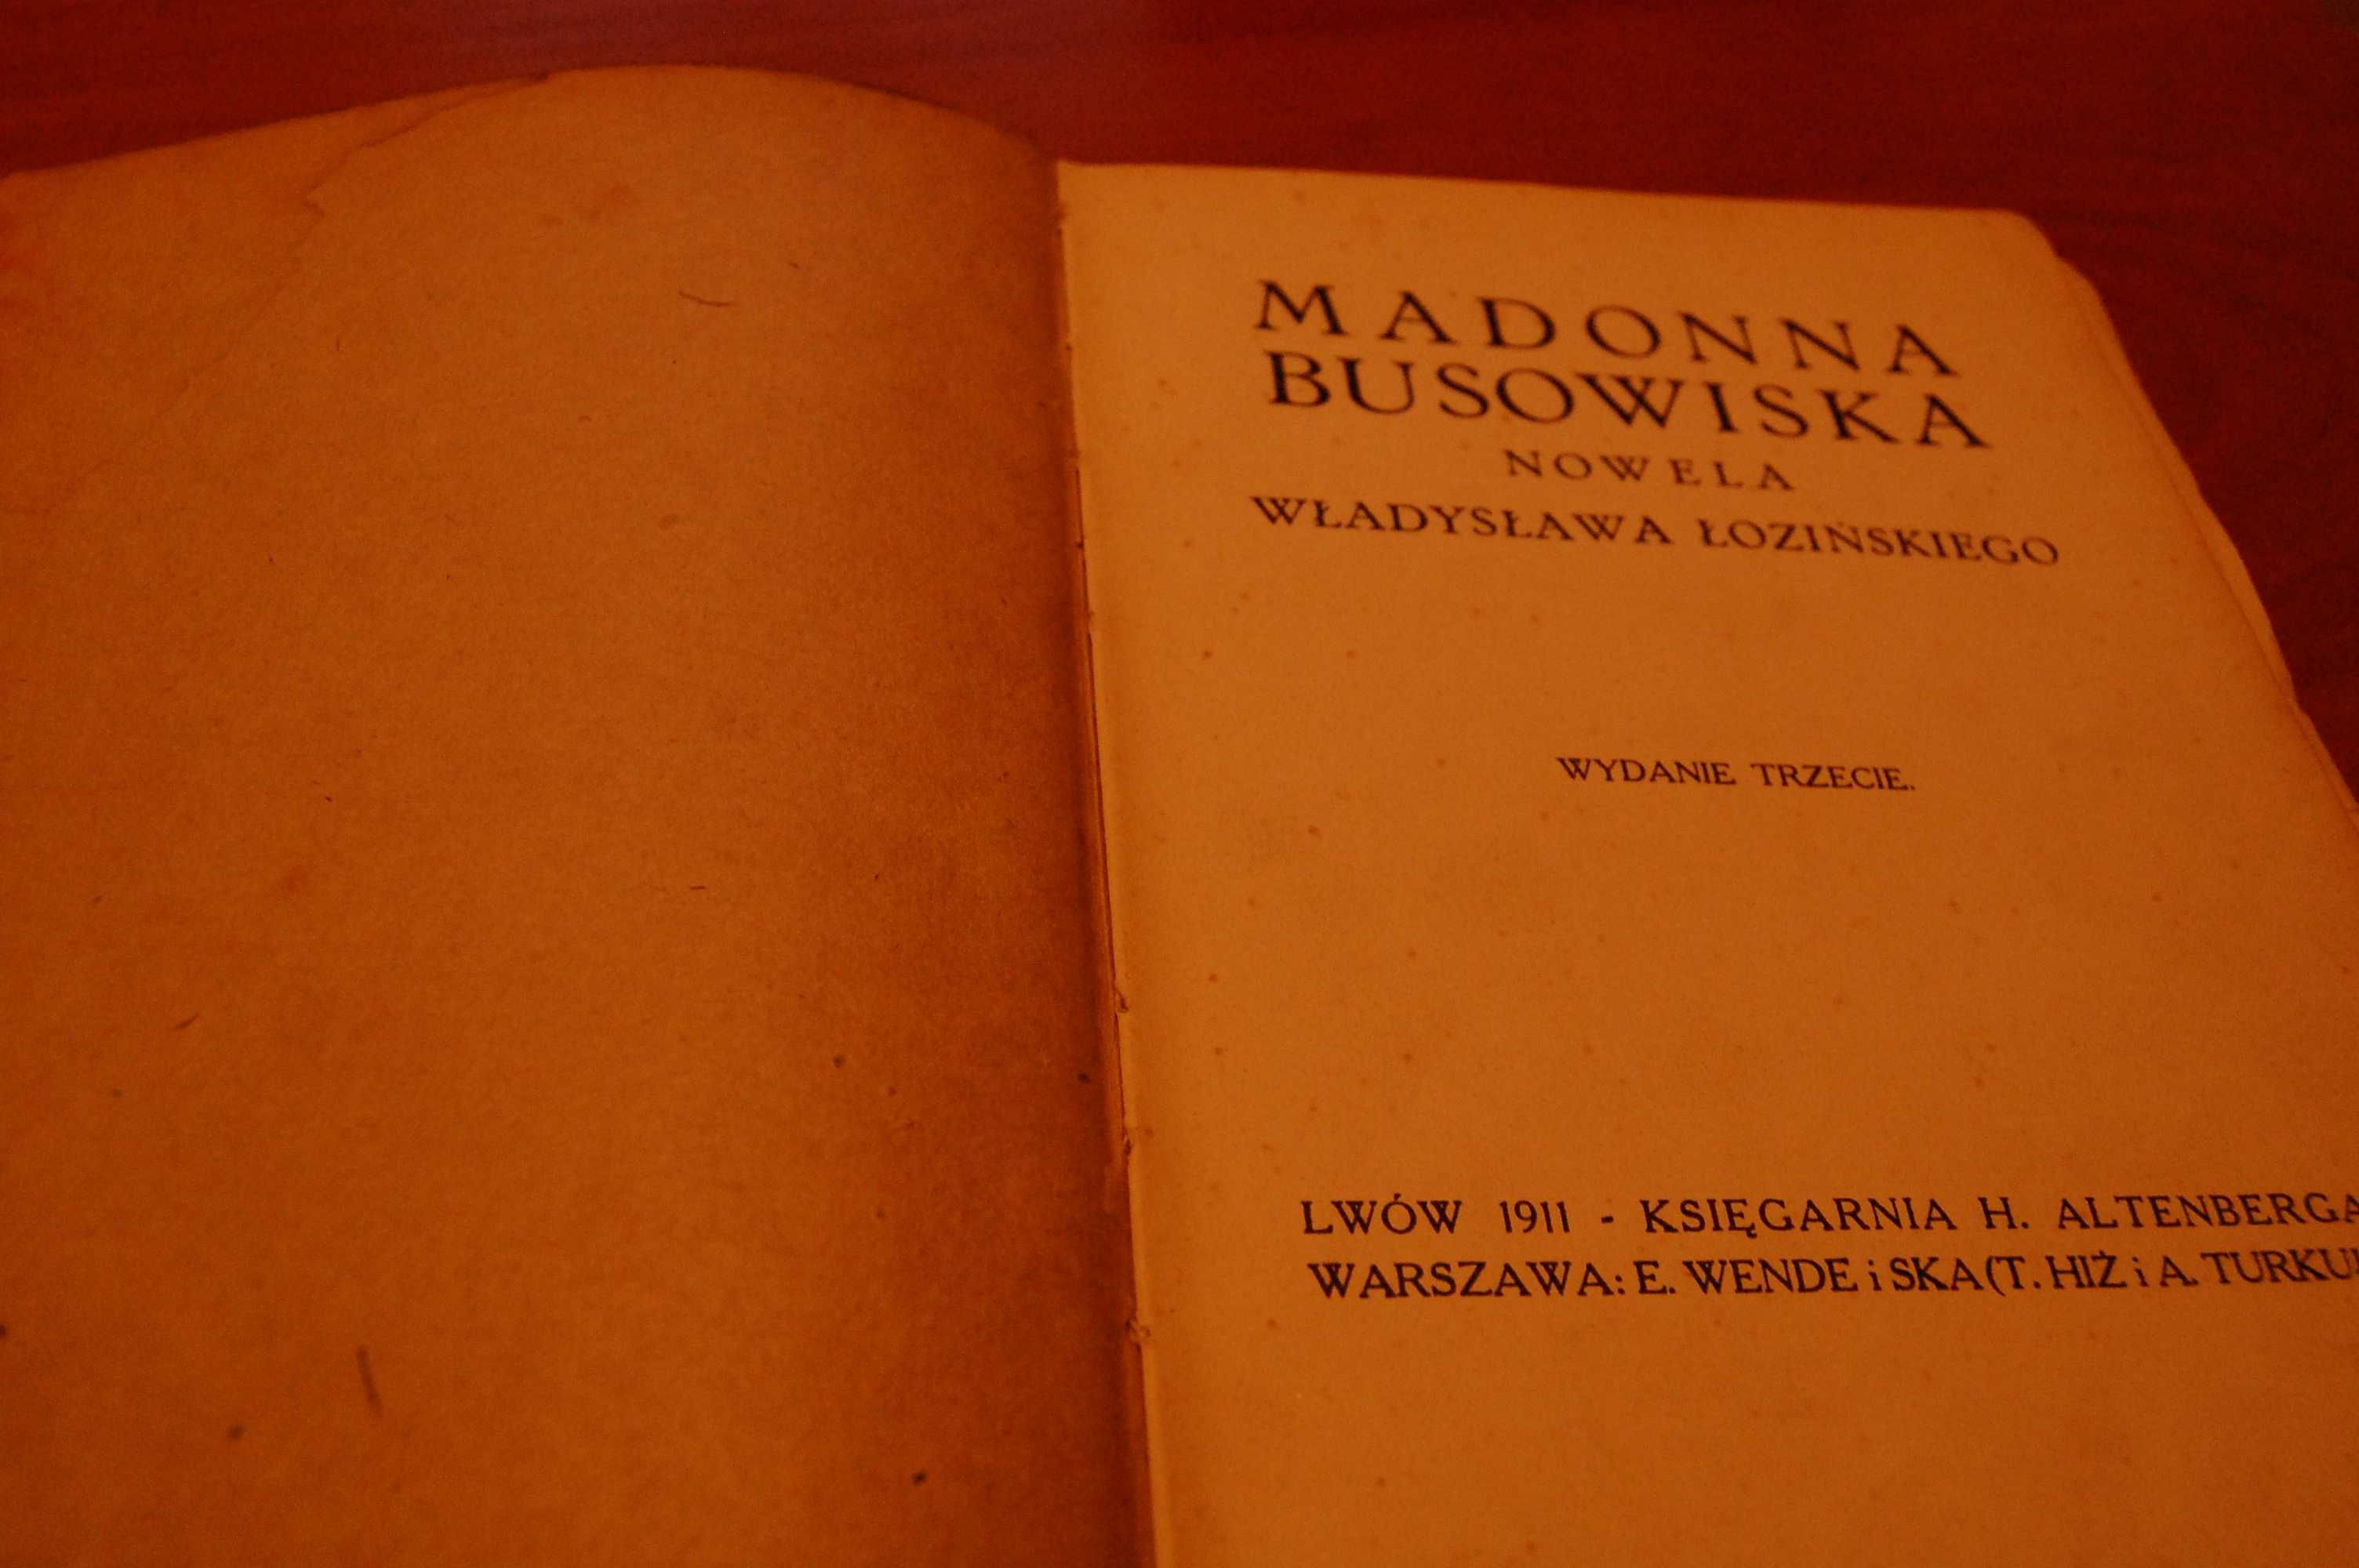 MADONNA
BUSOWISKA
NOWELA
WŁADYSŁAWA ŁOZIŃSKIEGO
WYDANIE TRZECIE.
LWÓW 1911 - KSIĘGARNIA H. ALTENBERGA
WARSZAWA: E. WENDE i SKA (T. HIŻ i A.